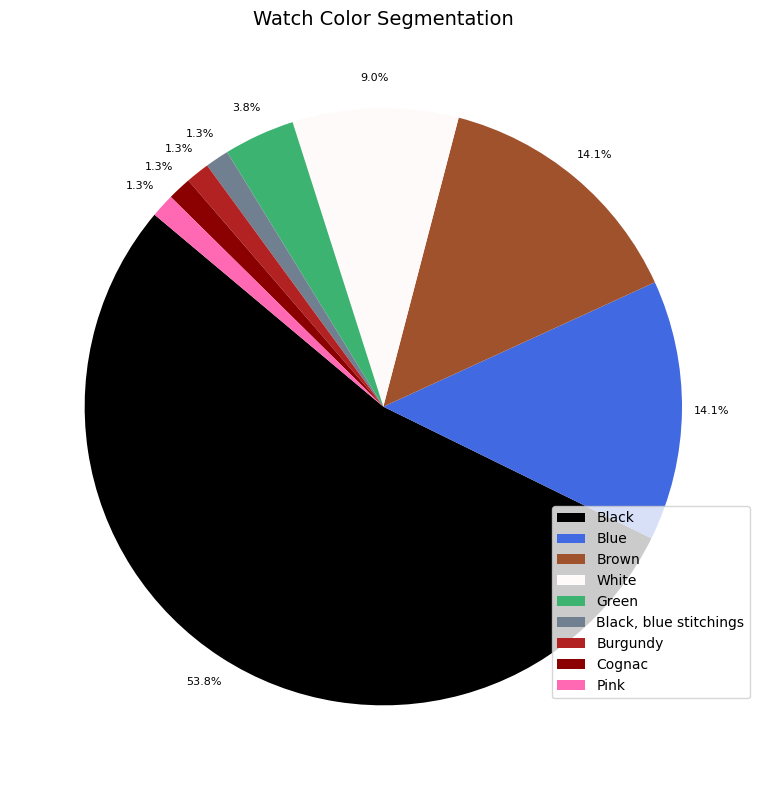 Watch Color Segmentation
9.0%
3.8%
1.3%
1.3%
1.3%
1.3%
14.1%
14.1%
53.8%
Black
Blue
Brown
White
Green
Black, blue stitchings
Burgundy
Cognac
Pink